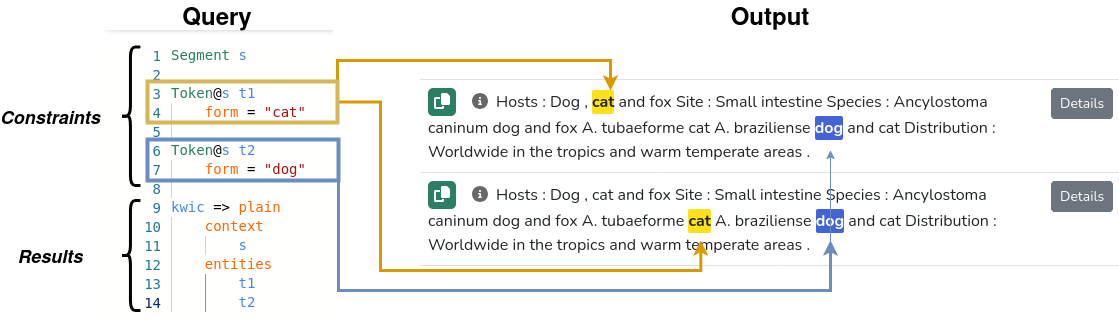 Query
Output
Constraints
Results
1 Segment s
2
3 Token@s t1
4 form = "cat"
5
6 Token@s t2
7 form = "dog"
8
9 kwic => plain
10 context
11 s
12 entities
13 t1
14 t2
Hosts : Dog , cat and fox Site : Small intestine Species : Ancylostoma
caninum dog and fox A. tubaeforme cat A. braziliense dog and cat Distribution :
Worldwide in the tropics and warm temperate areas .
Details
Hosts : Dog , cat and fox Site : Small intestine Species : Ancylostoma
caninum dog and fox A. tubaeforme cat A. braziliense dog and cat Distribution :
Worldwide in the tropics and warm temperate areas .
Details